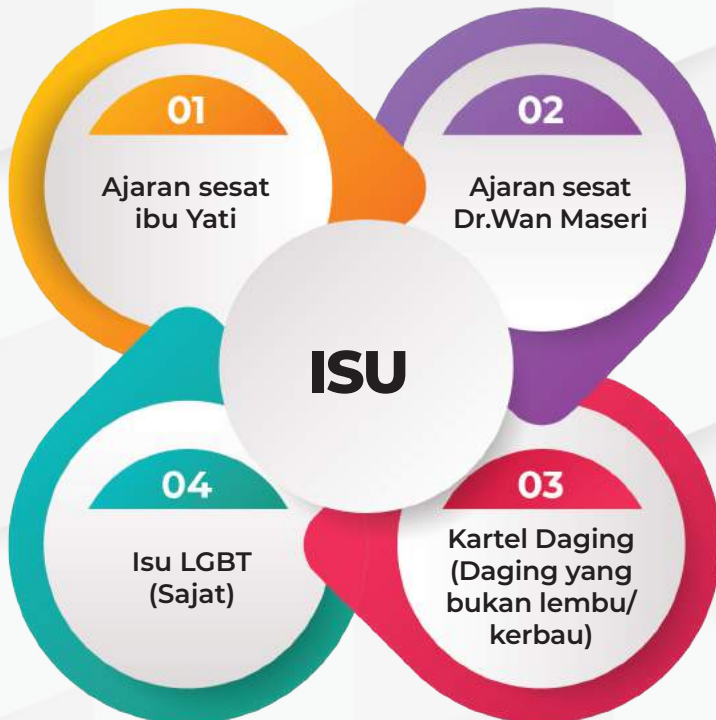 01
Ajaran sesat
ibu Yati
02
Ajaran sesat
Dr.Wan Maseri
ISU
04
Isu LGBT
(Sajat)
03
Kartel Daging
(Daging yang
bukan lembu/
kerbau)